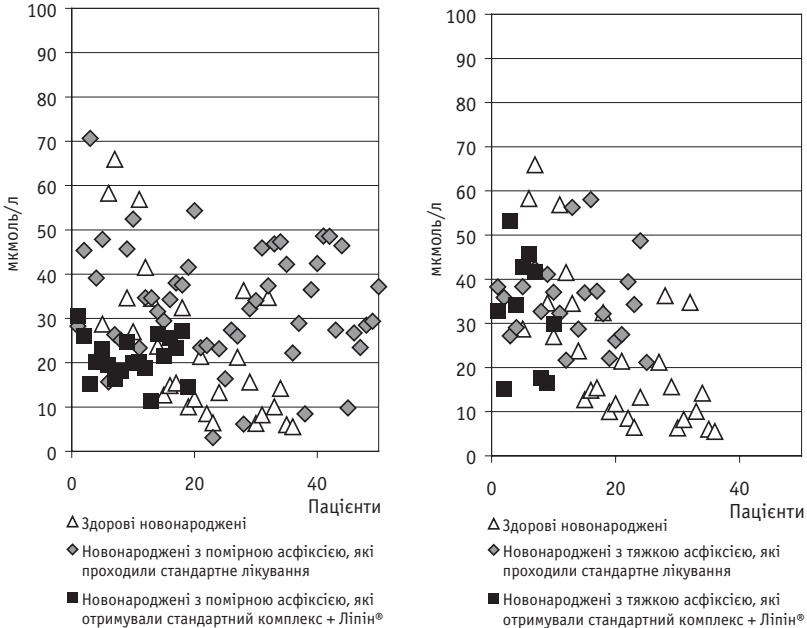 100
90
80
70
60
50
40
30
20
10
0
мкмоль/л
0
20
40
Пацієнти
Здорові новонароджені
Новонароджені з помірною асфіксією, які
проходили стандартне лікування
Новонароджені з помірною асфіксією, які
отримували стандартний комплекс + Ліпін®
100
90
80
70
60
50
40
30
20
10
0
мкмоль/л
0
20
40
Пацієнти
Здорові новонароджені
Новонароджені з тяжкою асфіксією, які
проходили стандартне лікування
Новонароджені з тяжкою асфіксією, які
отримували стандартний комплекс + Ліпін®